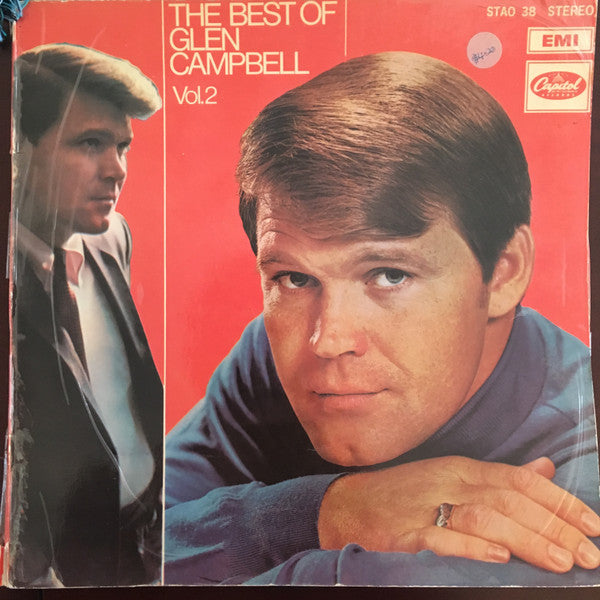 THE BEST OF
GLEN
CAMPBELL
Vol.2
STAO 38 STEREO
EMI
Capitol